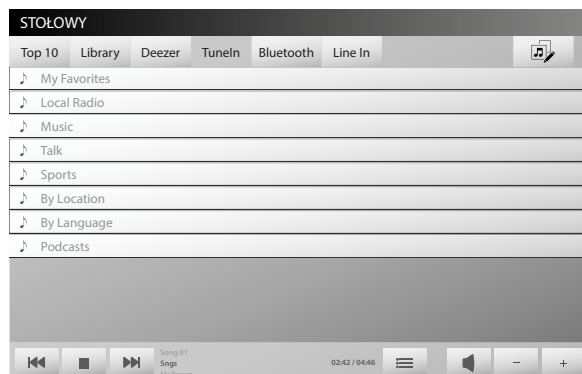 STOŁOWY
Top 10 Library Deezer TuneIn Bluetooth Line In
My Favorites
Local Radio
Music
Talk
Sports
By Location
By Language
Podcasts
Song 01
Sngs
02:42 / 04:46
- +